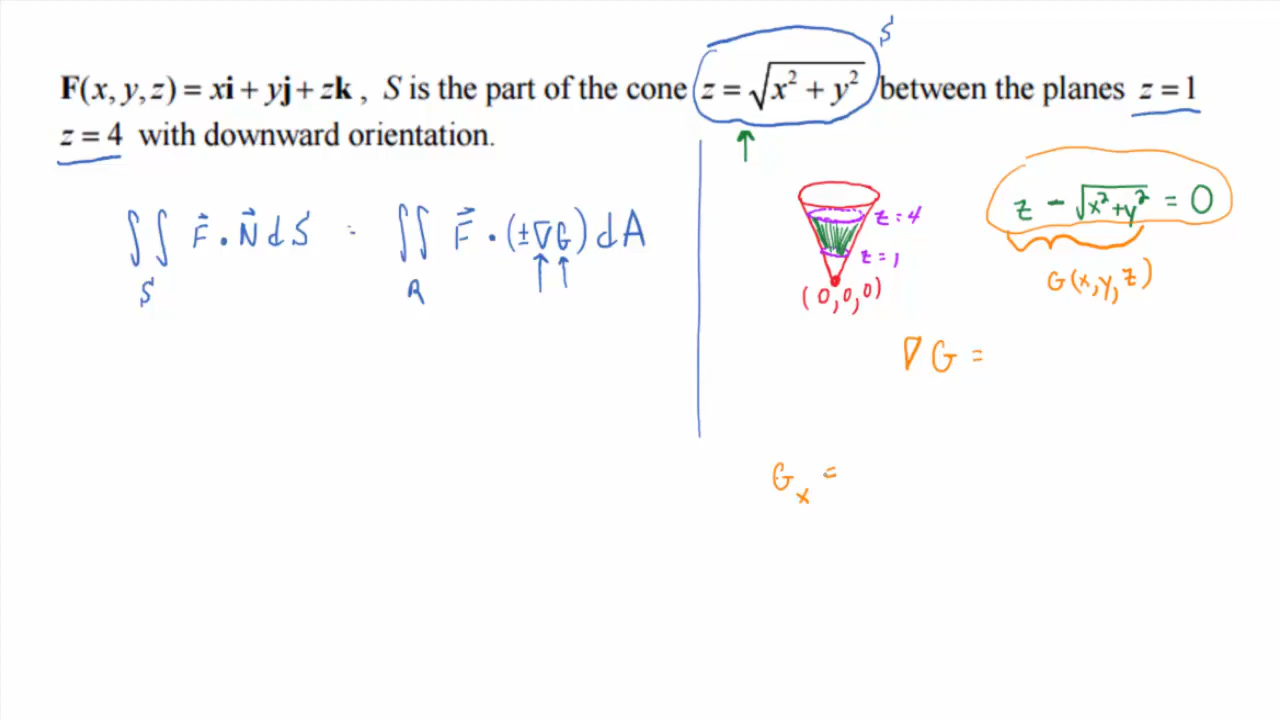 F(x, y, z) = xi + yj + zk , S is the part of the cone z = √(x² + y²) between the planes z = 1
z = 4 with downward orientation.
S
∬ F⃗ · N⃗ dS = ∬ F⃗ · (±∇G) dA
S R
z = 4
z = 1
(0,0,0)
z − √(x²+y²) = 0
G(x,y,z)
∇G =
Gₓ =